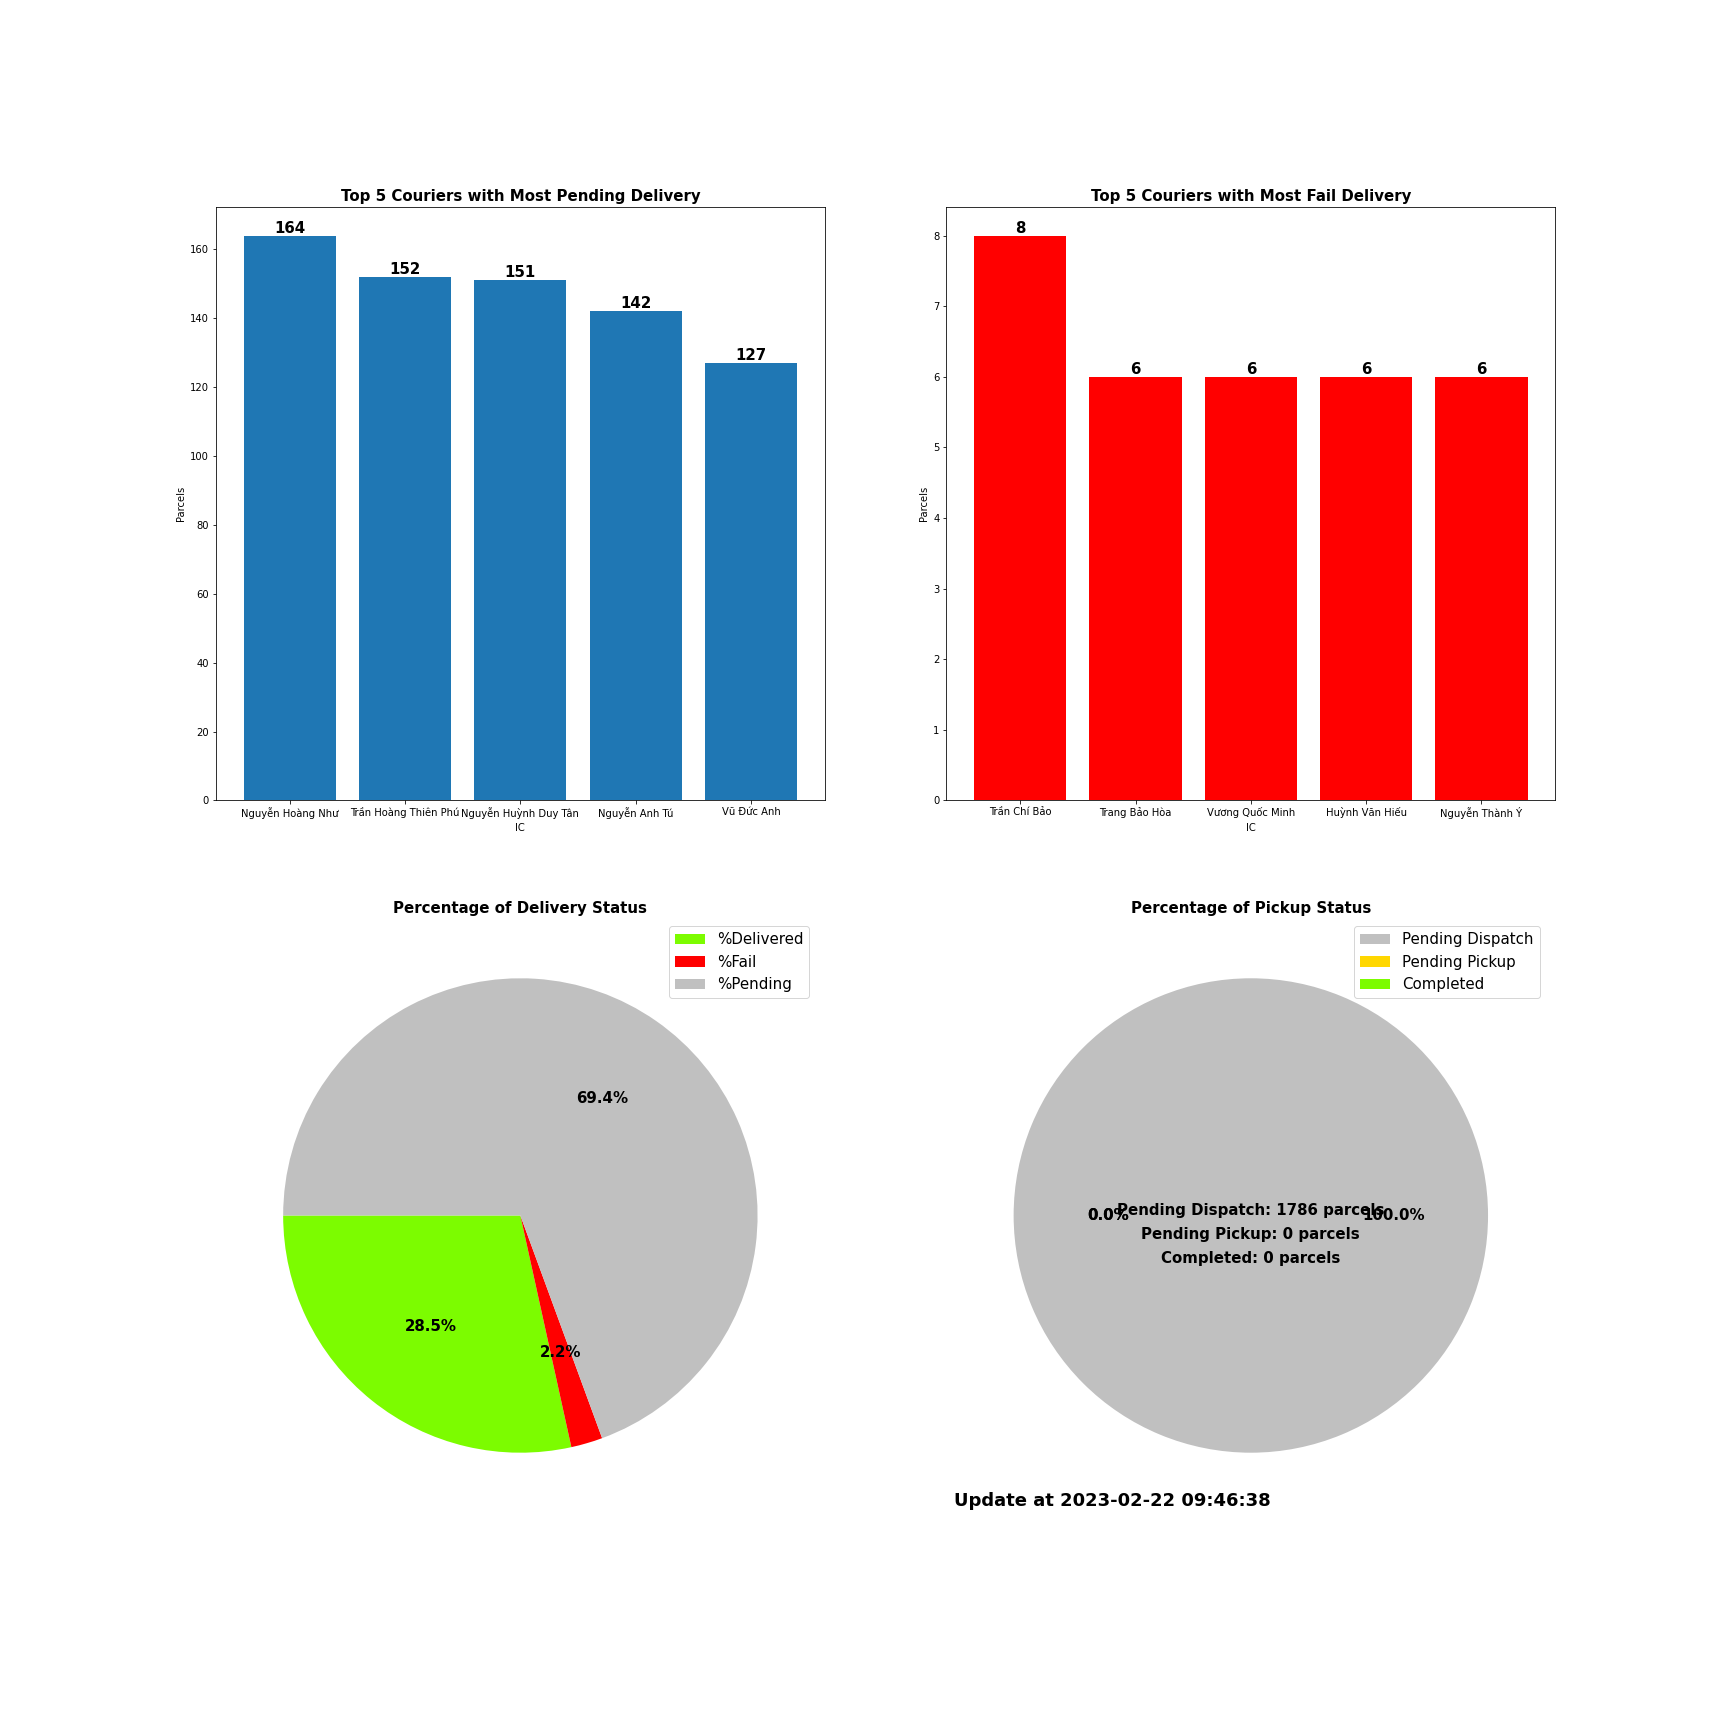 Top 5 Couriers with Most Pending Delivery
164
152
151
142
127
160
140
120
100
80
60
40
20
0
Parcels
Nguyễn Hoàng Như
Trần Hoàng Thiên Phú
Nguyễn Huỳnh Duy Tân
Nguyễn Anh Tú
Vũ Đức Anh
IC
Top 5 Couriers with Most Fail Delivery
8
6
6
6
6
8
7
6
5
4
3
2
1
0
Parcels
Trần Chí Bảo
Trang Bảo Hòa
Vương Quốc Minh
Huỳnh Văn Hiếu
Nguyễn Thành Ý
IC
Percentage of Delivery Status
%Delivered
%Fail
%Pending
69.4%
28.5%
2.2%
Percentage of Pickup Status
Pending Dispatch
Pending Pickup
Completed
0.0%
Pending Dispatch: 1786 parcels
100.0%
Pending Pickup: 0 parcels
Completed: 0 parcels
Update at 2023-02-22 09:46:38